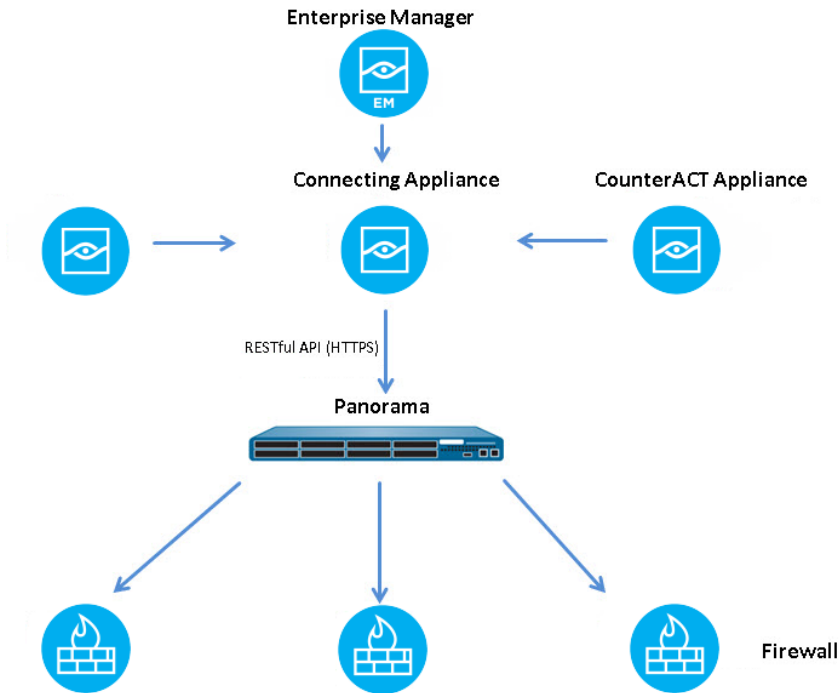 Enterprise Manager
EM
Connecting Appliance
CounterACT Appliance
RESTful API (HTTPS)
Panorama
Firewall